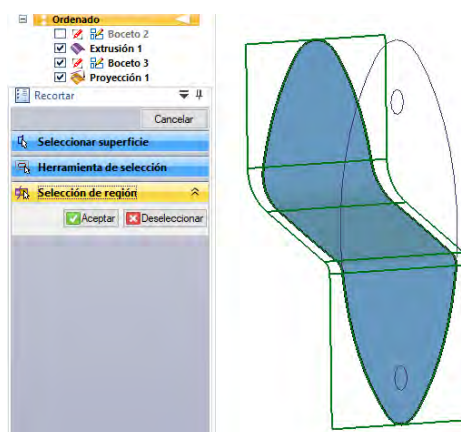 Ordenado
Boceto 2
Extrusión 1
Boceto 3
Proyección 1
Recortar
Cancelar
Seleccionar superficie
Herramienta de selección
Selección de región
Aceptar Deseleccionar